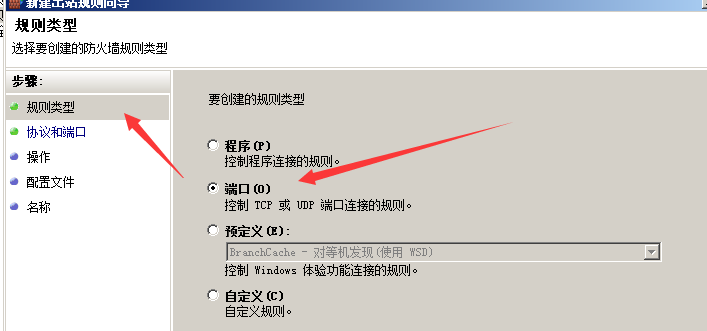 新建出站规则向导
规则类型
选择要创建的防火墙规则类型
步骤:
规则类型
协议和端口
操作
配置文件
名称
要创建的规则类型
程序(P)
控制程序连接的规则。
端口(O)
控制 TCP 或 UDP 端口连接的规则。
预定义(E):
BranchCache - 对等机发现(使用 WSD)
控制 Windows 体验功能连接的规则。
自定义(C)
自定义规则。